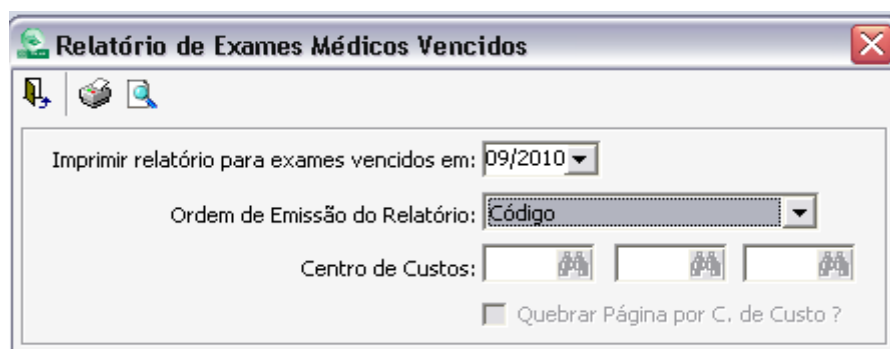 Relatório de Exames Médicos Vencidos
Imprimir relatório para exames vencidos em: 09/2010
Ordem de Emissão do Relatório: Código
Centro de Custos:
Quebrar Página por C. de Custo ?